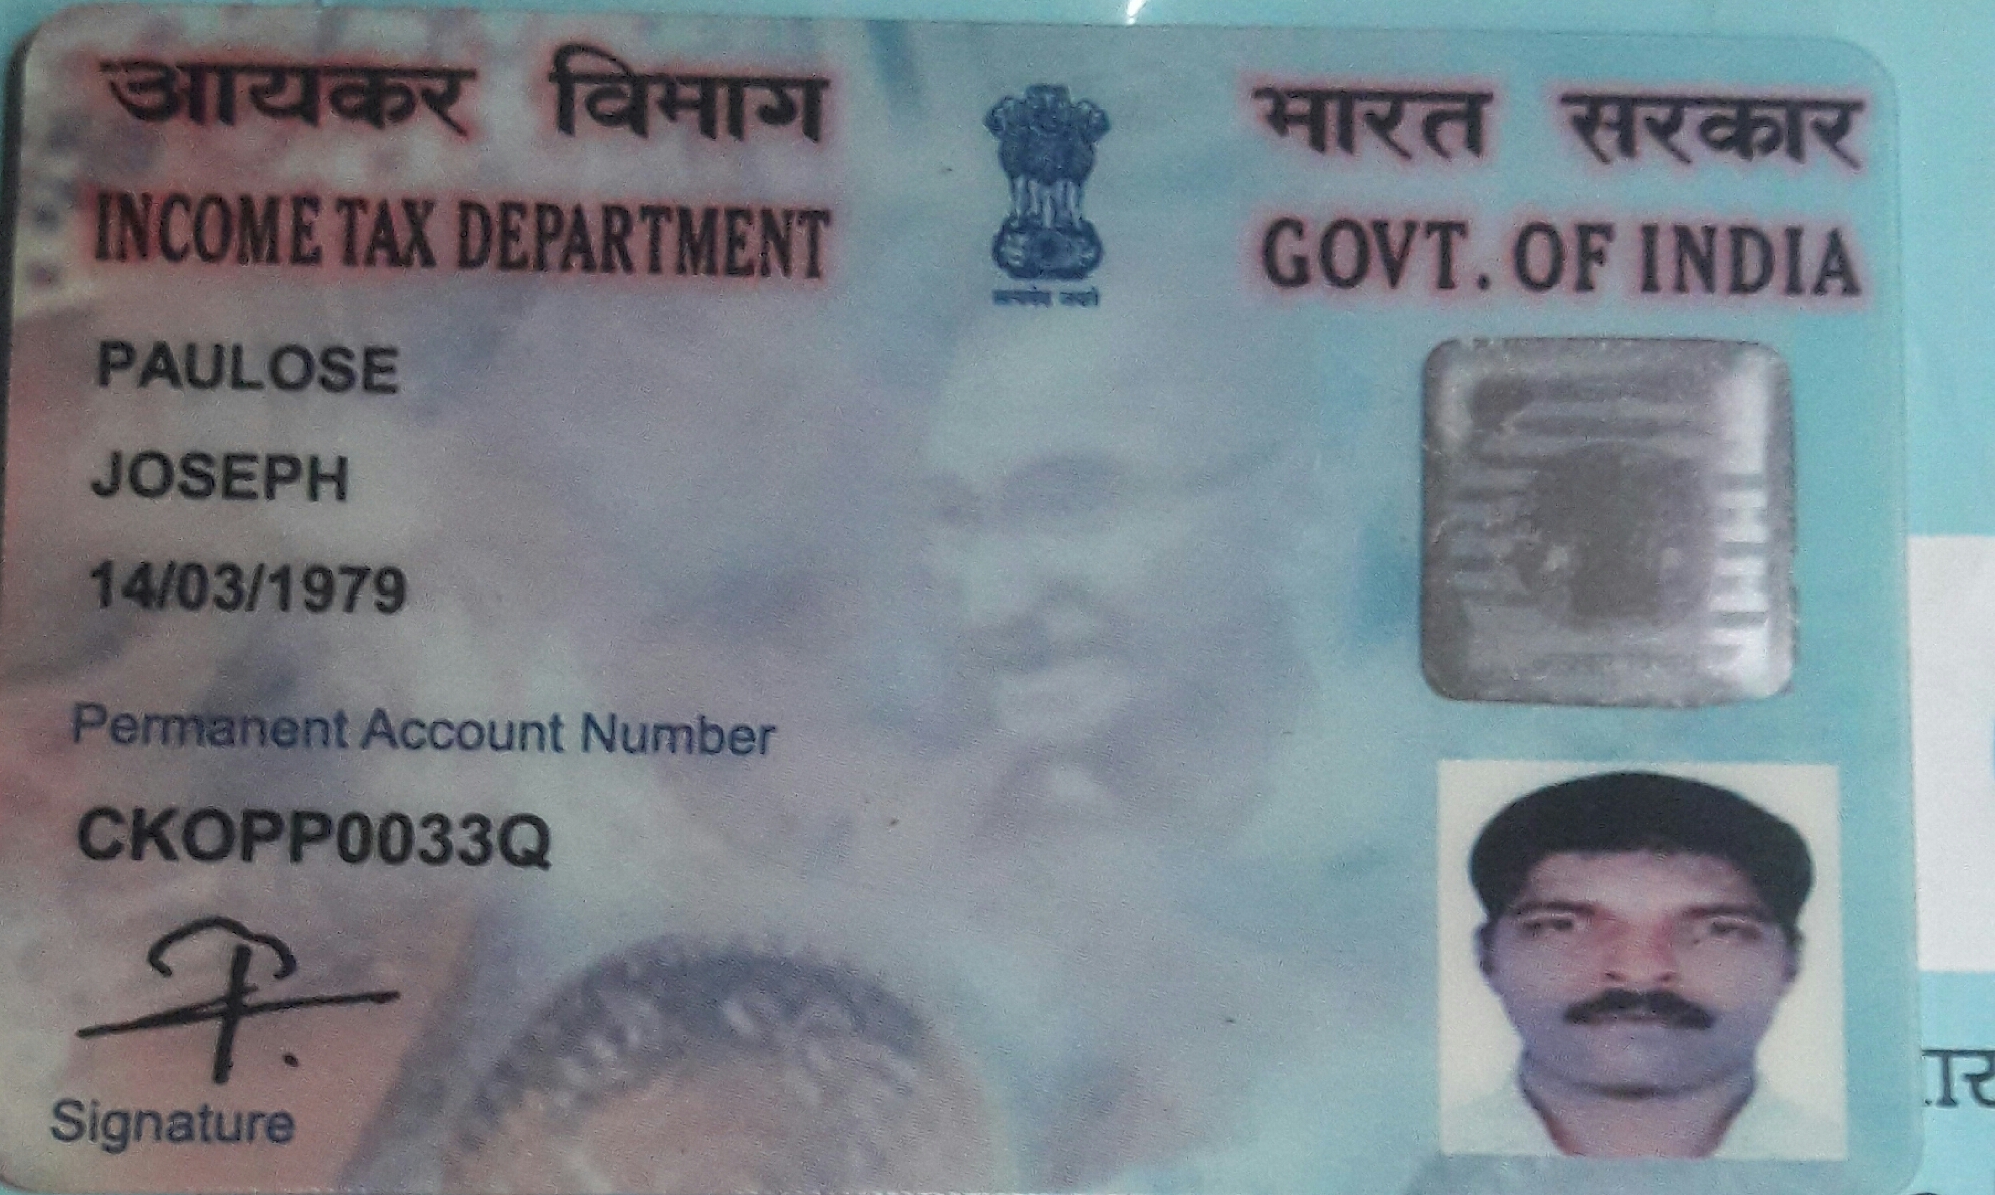 आयकर विभाग
INCOME TAX DEPARTMENT
भारत सरकार
GOVT. OF INDIA
सत्यमेव जयते
PAULOSE
JOSEPH
14/03/1979
Permanent Account Number
CKOPP0033Q
Signature